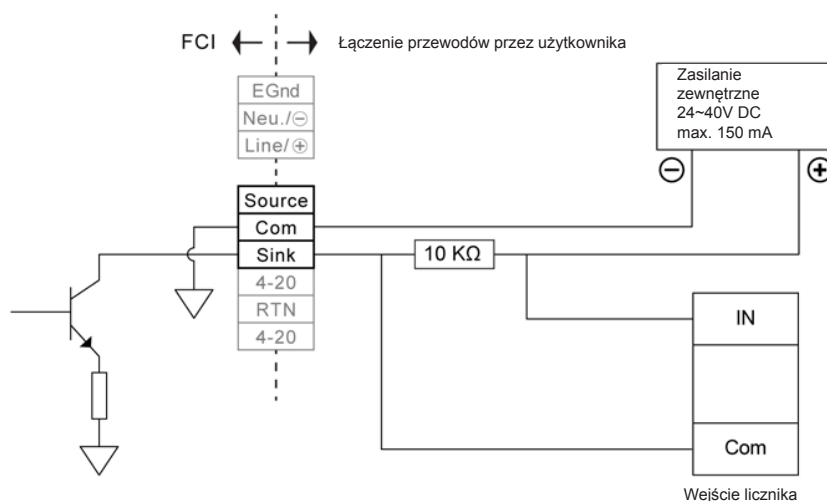 FCI
Łączenie przewodów przez użytkownika
EGnd
Neu./⊖
Line/⊕
Zasilanie
zewnętrzne
24~40V DC
max. 150 mA
⊖
⊕
Source
Com
Sink
10 KΩ
4-20
RTN
4-20
IN
Com
Wejście licznika